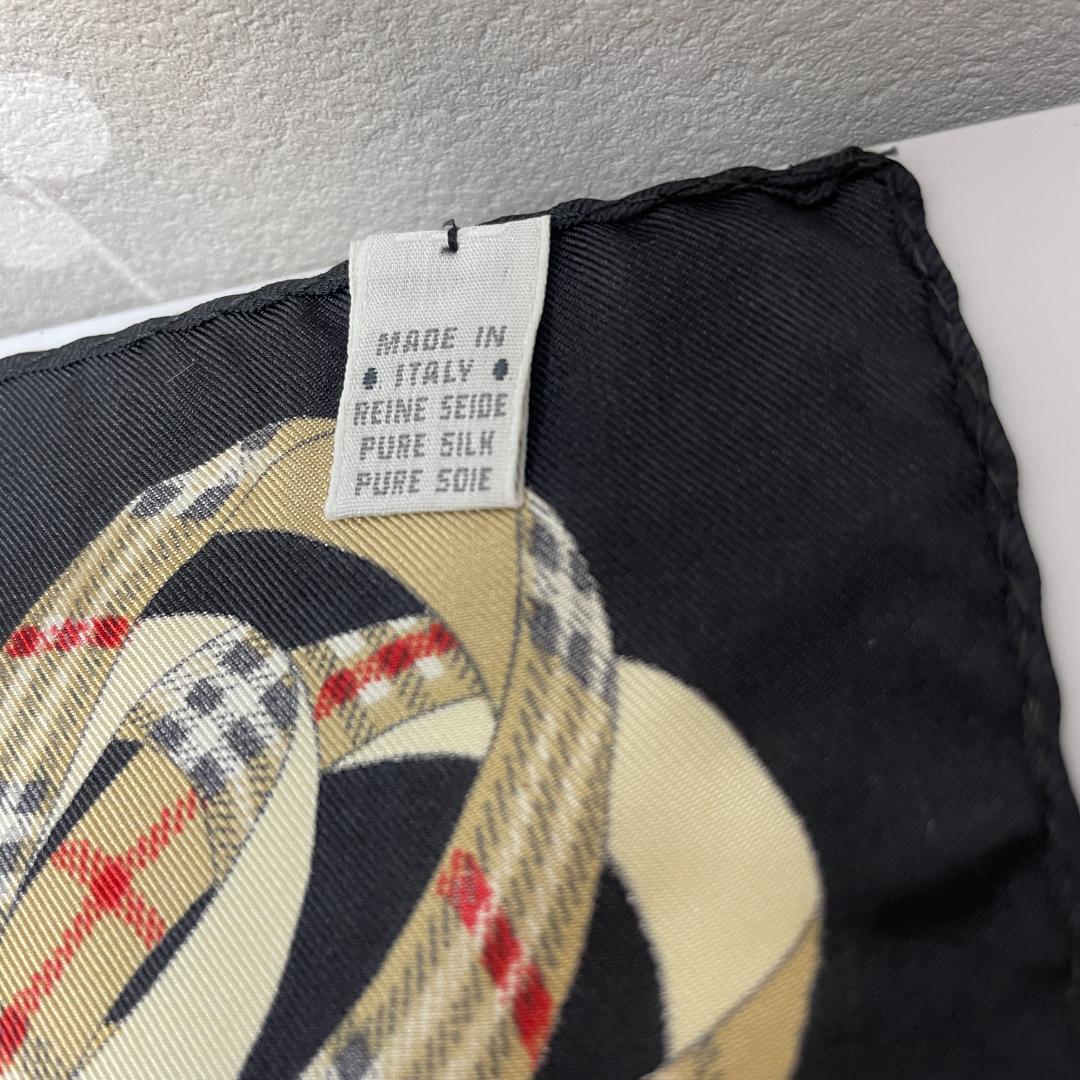 MADE IN
ITALY
REINE SEIDE
PURE SILK
PURE SOIE